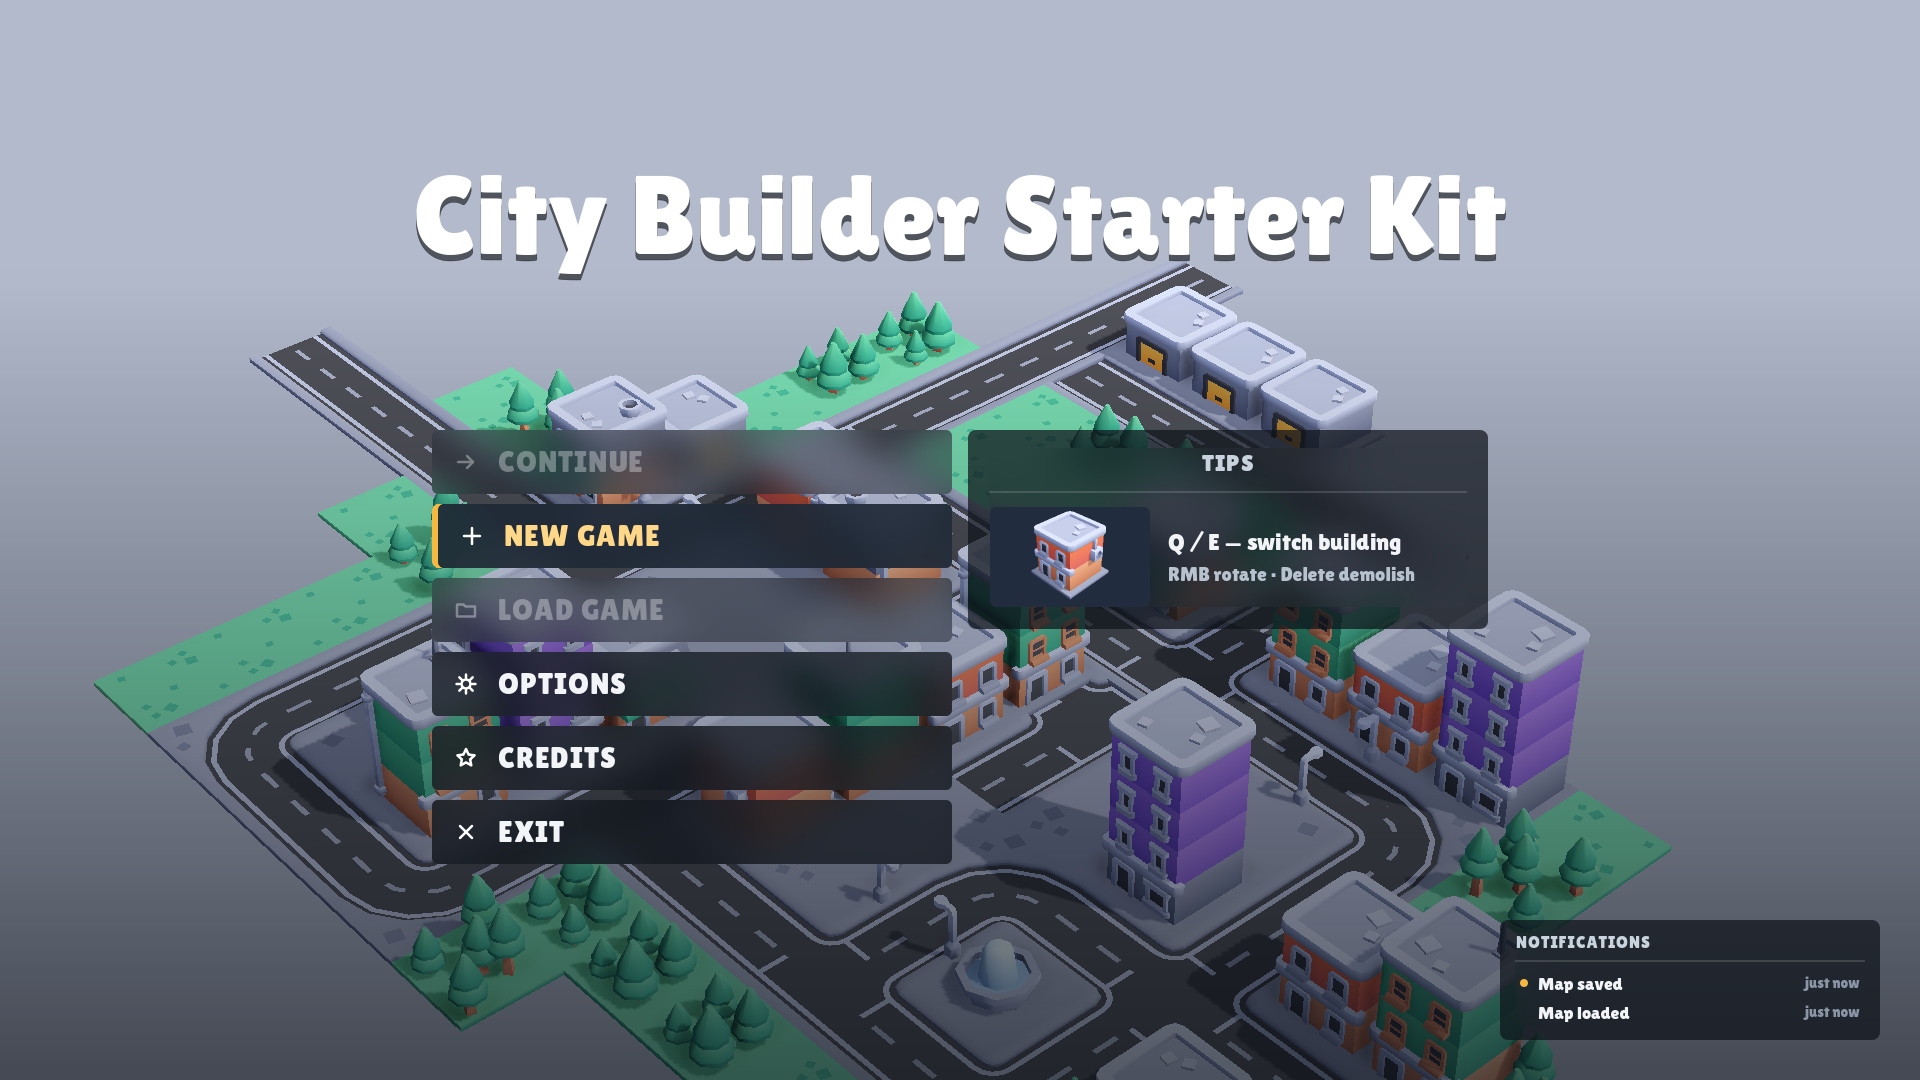 City Builder Starter Kit
CONTINUE
NEW GAME
LOAD GAME
OPTIONS
CREDITS
EXIT
TIPS
Q / E — switch building
RMB rotate · Delete demolish
NOTIFICATIONS
Map saved just now
Map loaded just now